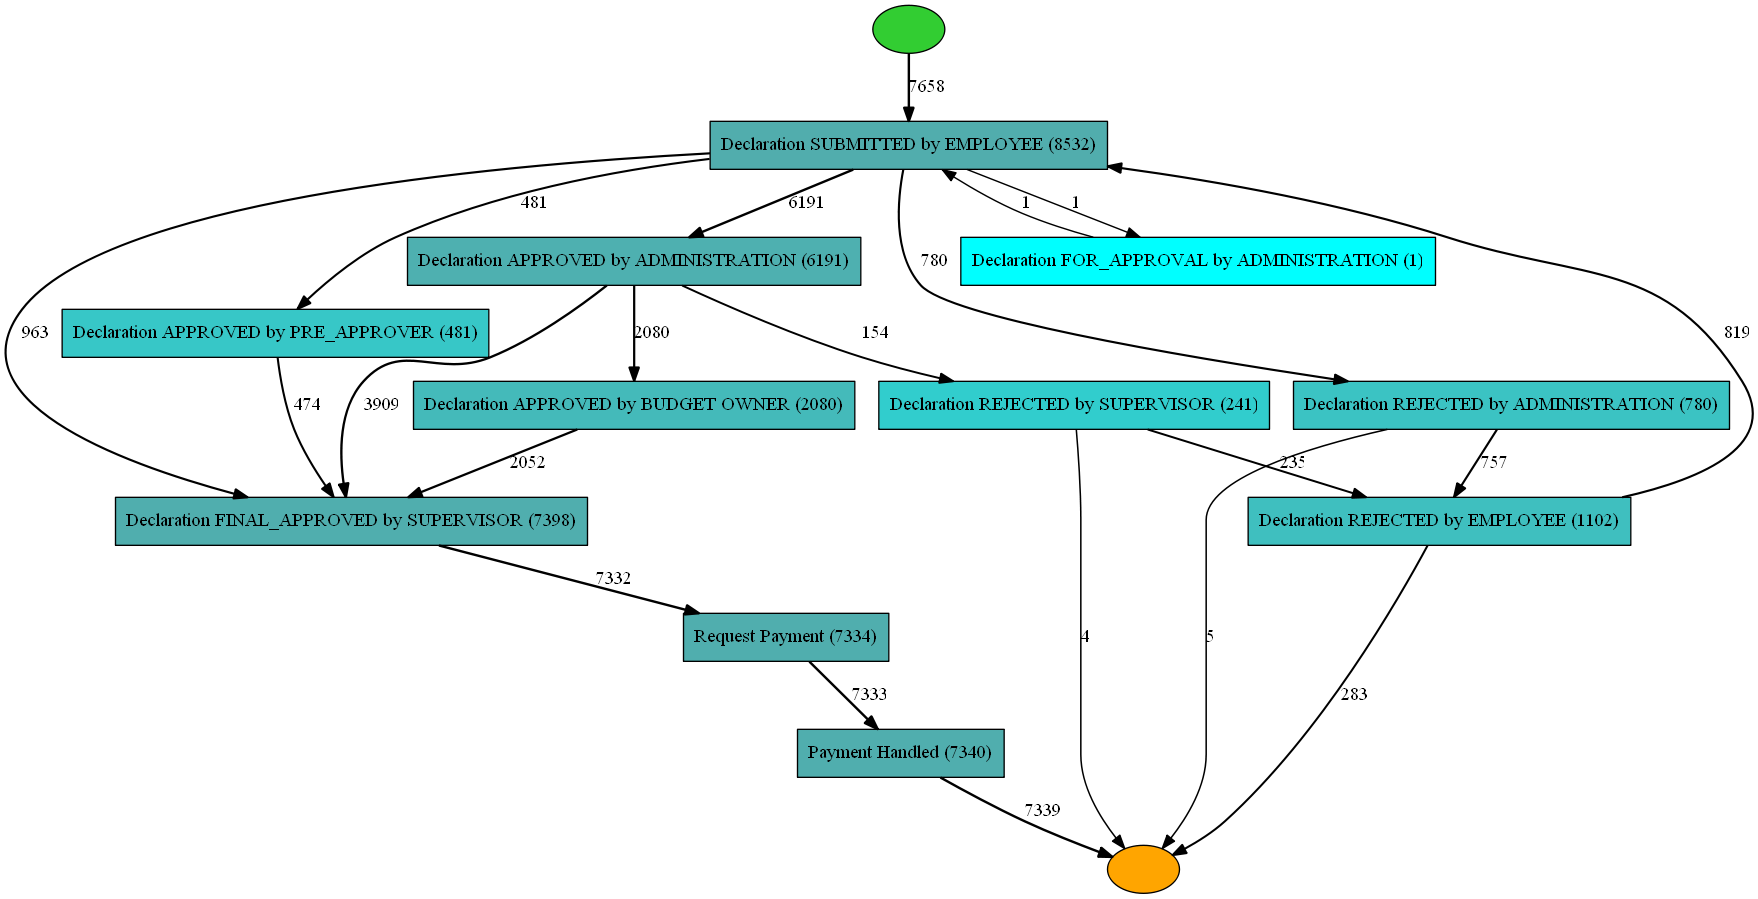 7658
Declaration SUBMITTED by EMPLOYEE (8532)
481
6191
1
1
780
Declaration APPROVED by ADMINISTRATION (6191)
Declaration FOR_APPROVAL by ADMINISTRATION (1)
963
Declaration APPROVED by PRE_APPROVER (481)
2080
154
819
474
3909
Declaration APPROVED by BUDGET OWNER (2080)
Declaration REJECTED by SUPERVISOR (241)
Declaration REJECTED by ADMINISTRATION (780)
2052
235
757
Declaration FINAL_APPROVED by SUPERVISOR (7398)
Declaration REJECTED by EMPLOYEE (1102)
7332
Request Payment (7334)
4
5
7333
283
Payment Handled (7340)
7339